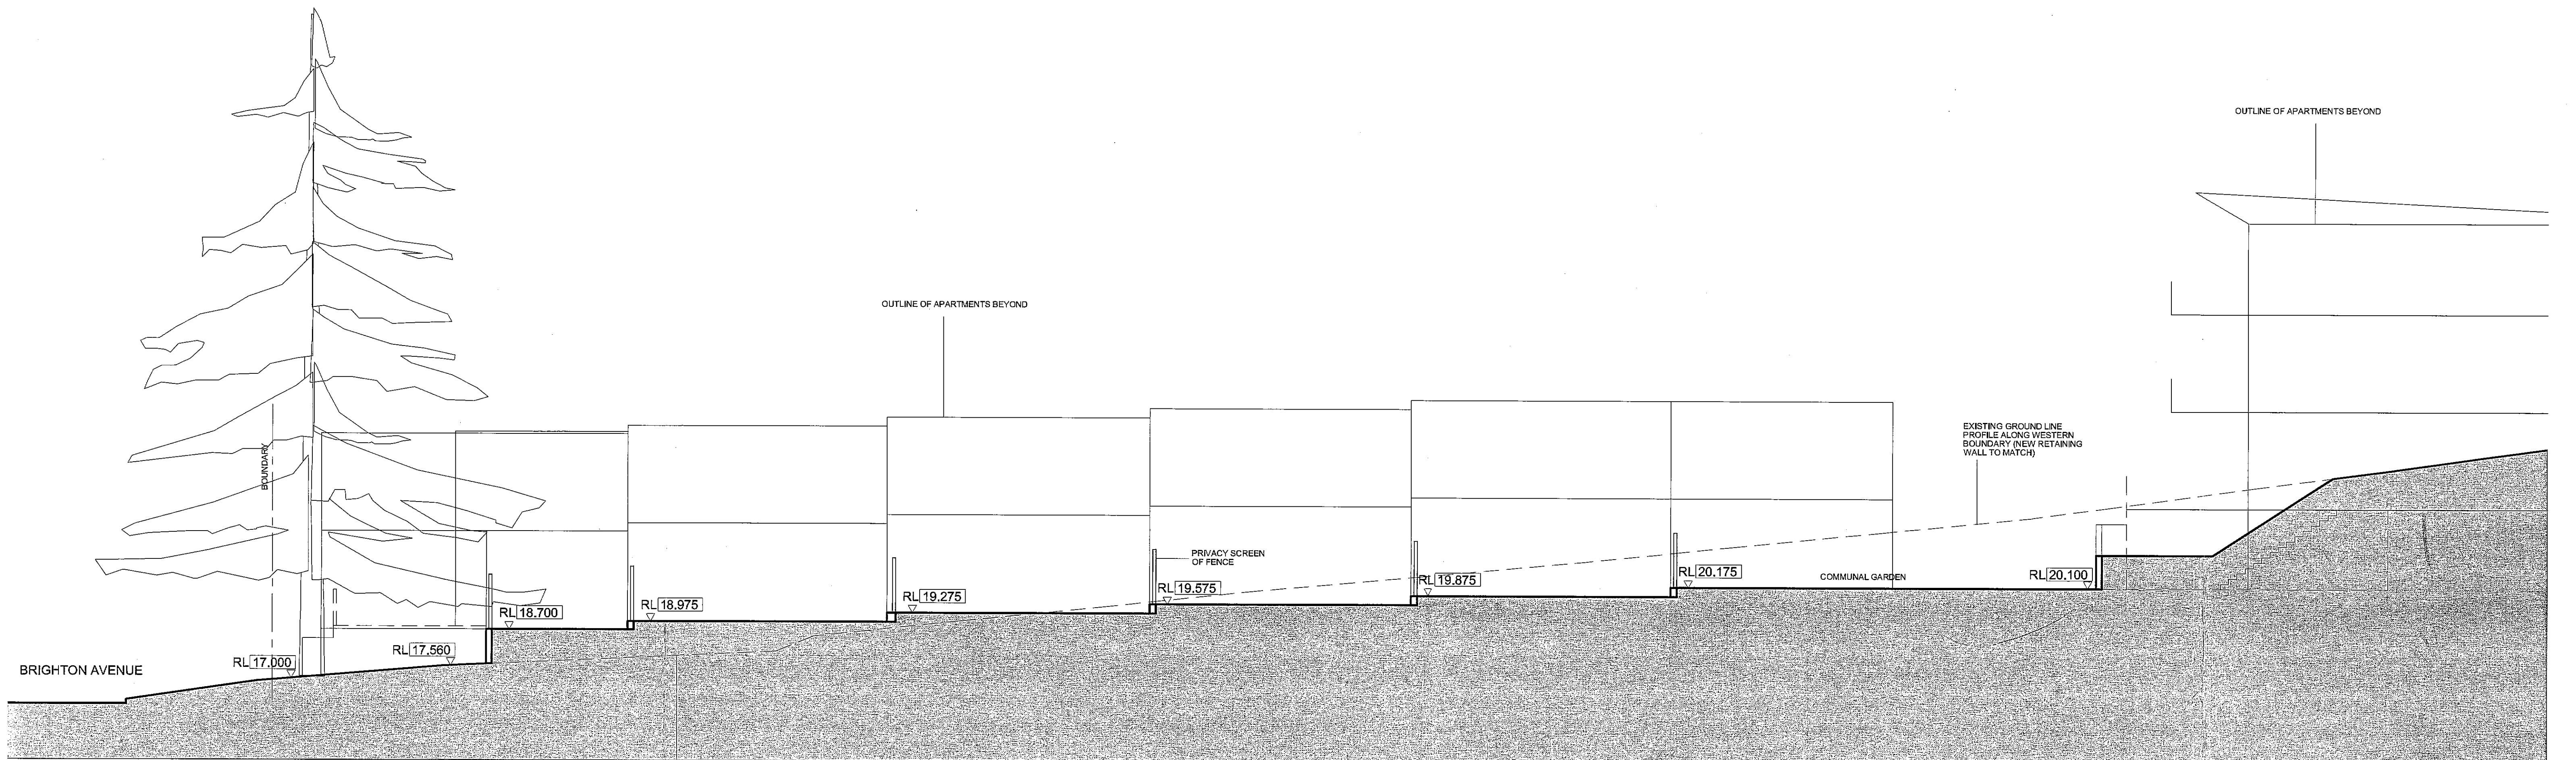 OUTLINE OF APARTMENTS BEYOND
OUTLINE OF APARTMENTS BEYOND
EXISTING GROUND LINE
PROFILE ALONG WESTERN
BOUNDARY (NEW RETAINING
WALL TO MATCH)
BOUNDARY
PRIVACY SCREEN
OF FENCE
BRIGHTON AVENUE
RL 17.000
RL 17.560
RL 18.700
RL 18.975
RL 19.275
RL 19.575
RL 19.875
RL 20.175
COMMUNAL GARDEN
RL 20.100